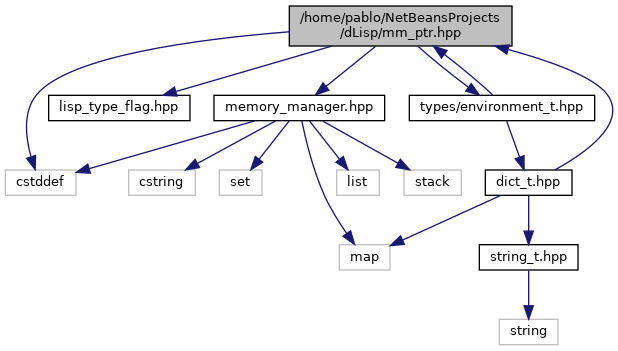 /home/pablo/NetBeansProjects
/dLisp/mm_ptr.hpp
lisp_type_flag.hpp
memory_manager.hpp
types/environment_t.hpp
cstddef
cstring
set
list
stack
dict_t.hpp
map
string_t.hpp
string